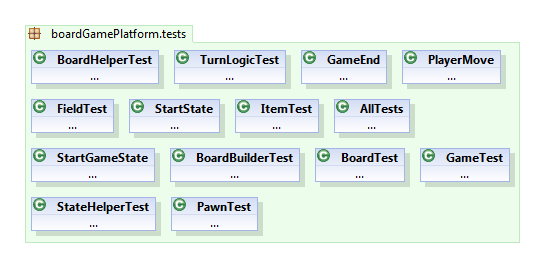 boardGamePlatform.tests
BoardHelperTest TurnLogicTest GameEnd PlayerMove
... ... ... ...
FieldTest StartState ItemTest AllTests
... ... ... ...
StartGameState BoardBuilderTest BoardTest GameTest
... ... ... ...
StateHelperTest PawnTest
... ...